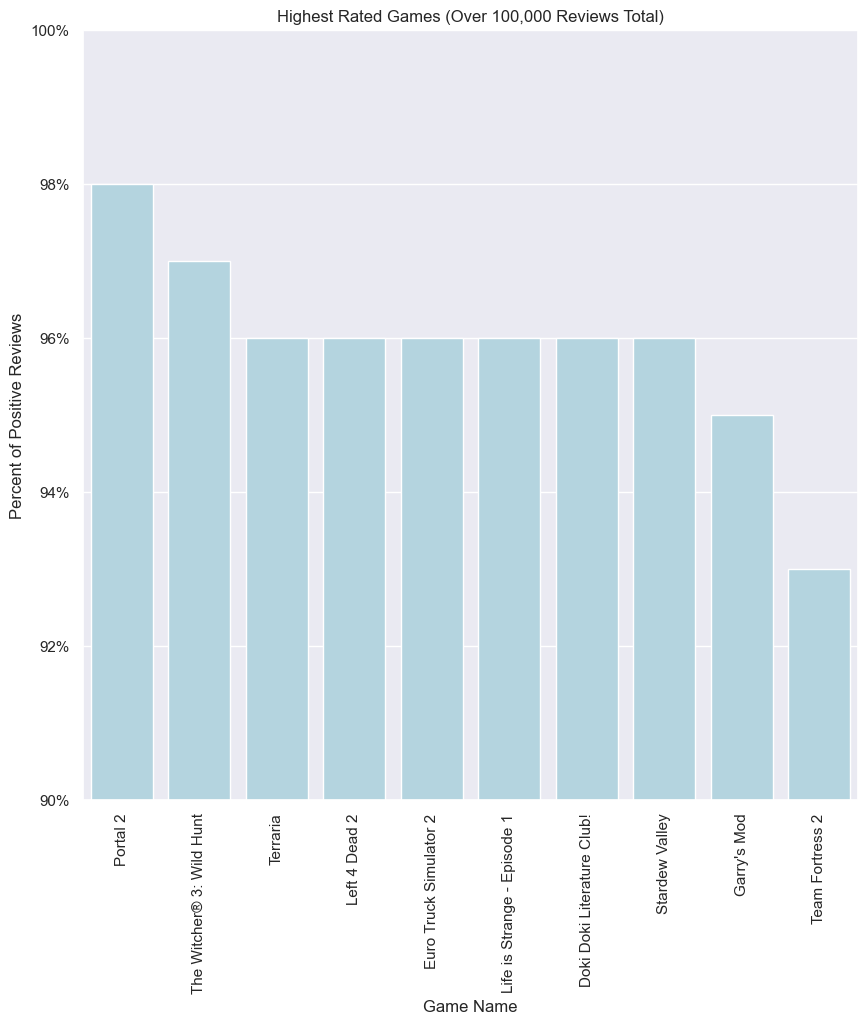 Highest Rated Games (Over 100,000 Reviews Total)
100%
98%
96%
94%
92%
90%
Percent of Positive Reviews
Portal 2
The Witcher® 3: Wild Hunt
Terraria
Left 4 Dead 2
Euro Truck Simulator 2
Life is Strange - Episode 1
Doki Doki Literature Club!
Stardew Valley
Garry's Mod
Team Fortress 2
Game Name